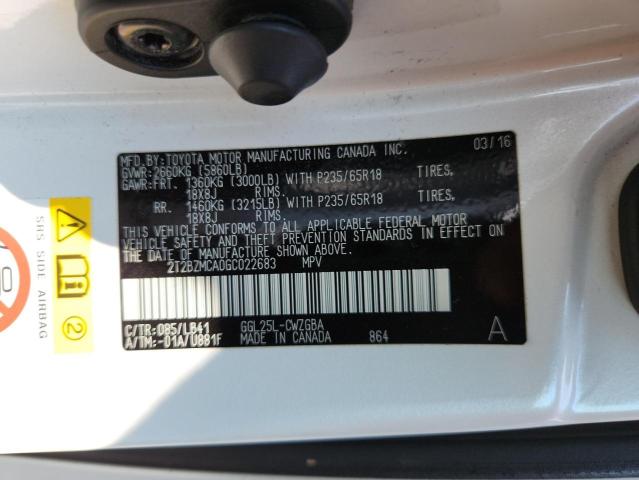 MFD.BY:TOYOTA MOTOR MANUFACTURING CANADA INC. 03/16
GVWR:2660KG (5860LB)
GAWR:FRT. 1360KG (3000LB) WITH P235/65R18 TIRES,
18X8J RIMS.
RR. 1460KG (3215LB) WITH P235/65R18 TIRES,
18X8J RIMS.
THIS VEHICLE CONFORMS TO ALL APPLICABLE FEDERAL MOTOR
VEHICLE SAFETY AND THEFT PREVENTION STANDARDS IN EFFECT ON
THE DATE OF MANUFACTURE SHOWN ABOVE.
2T2BZMCA0GC022683 MPV
C/TR:085/LB41 GGL25L-CWZGBA
A/TM:-01A/U881F MADE IN CANADA 864 A
SRS SIDE AIRBAG
2